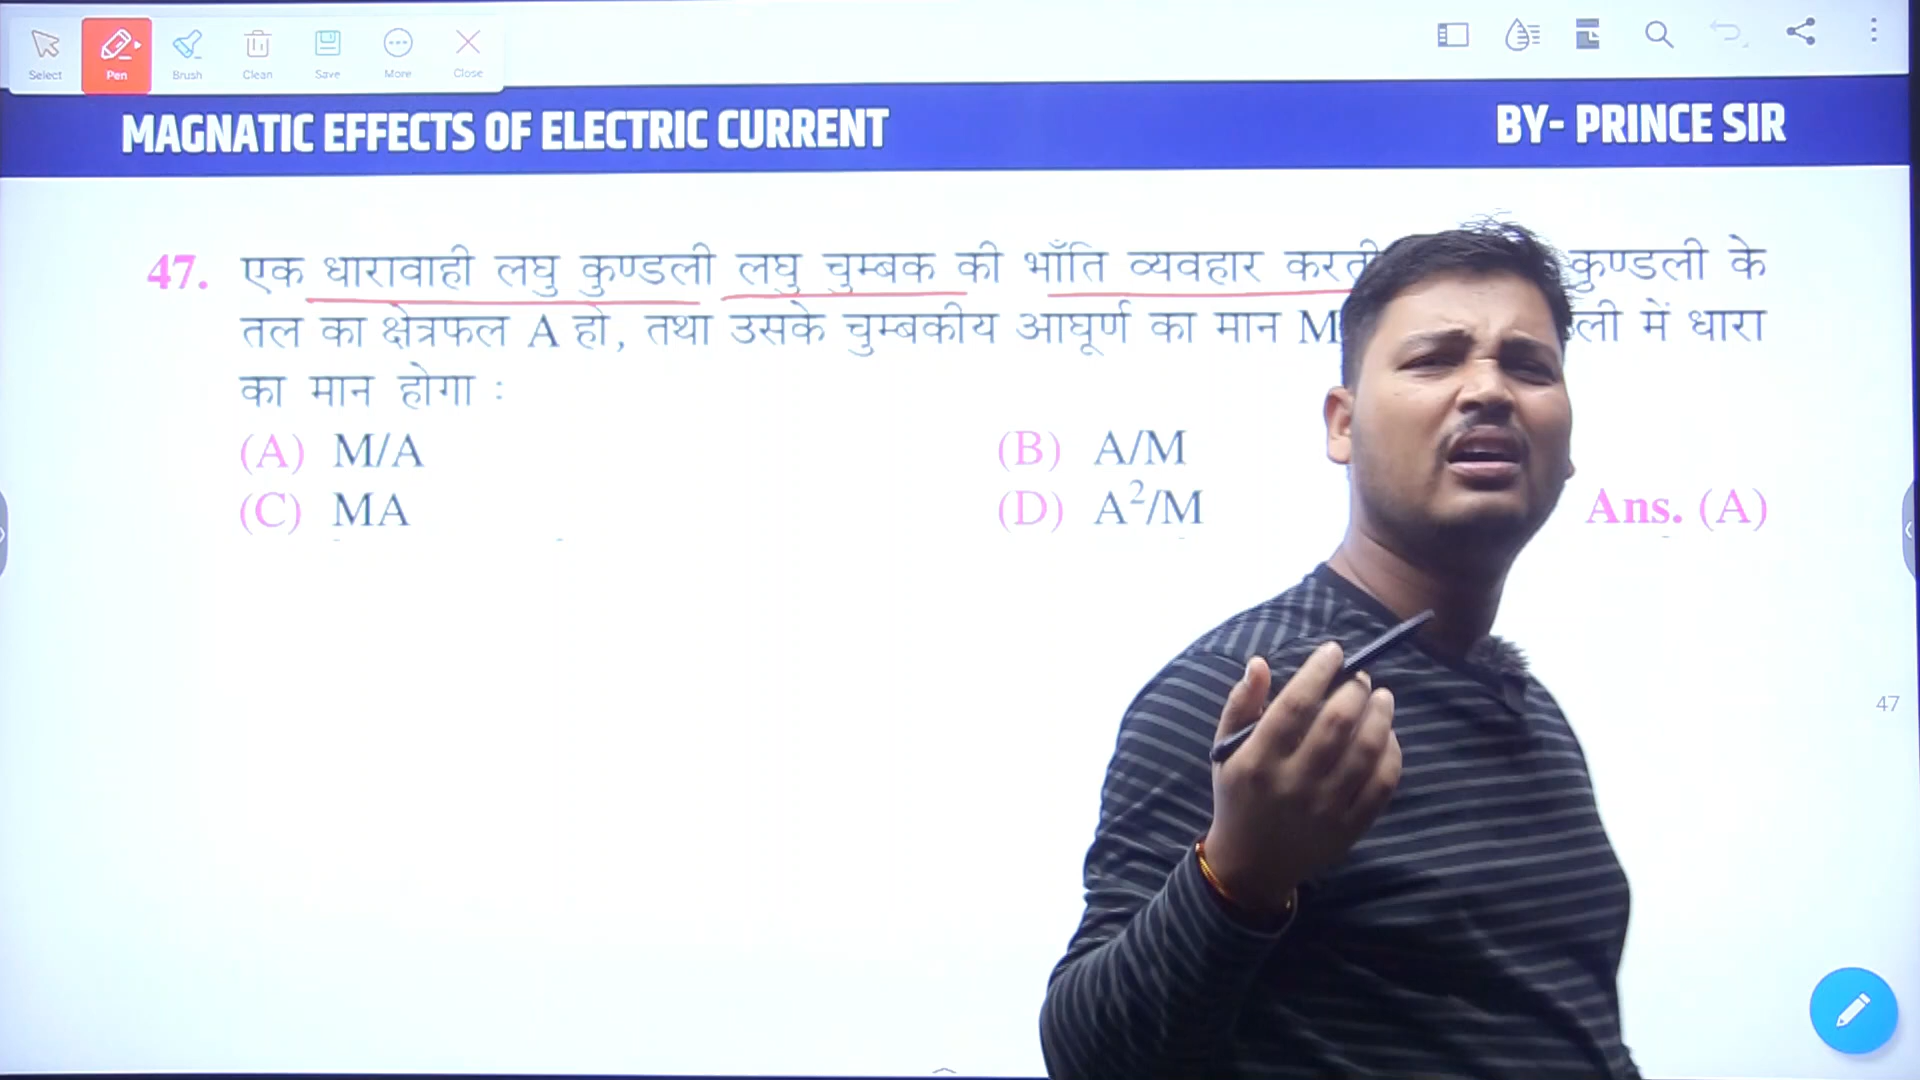 Select Pen Brush Clean Save More Close
MAGNATIC EFFECTS OF ELECTRIC CURRENT BY- PRINCE SIR
47. एक धारावाही लघु कुण्डली लघु चुम्बक की भाँति व्यवहार करती कुण्डली के
तल का क्षेत्रफल A हो, तथा उसके चुम्बकीय आघूर्ण का मान M में धारा
का मान होगा :
(A) M/A (B) A/M
(C) MA (D) A²/M Ans. (A)
47